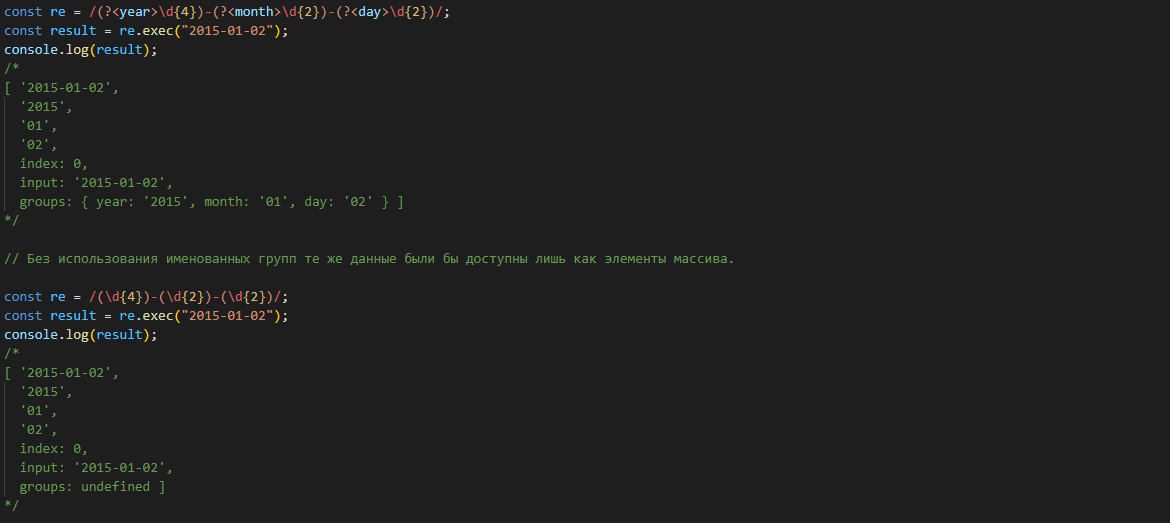 const re = /(?<year>\d{4})-(?<month>\d{2})-(?<day>\d{2})/;
const result = re.exec("2015-01-02");
console.log(result);
/*
[ '2015-01-02',
  '2015',
  '01',
  '02',
  index: 0,
  input: '2015-01-02',
  groups: { year: '2015', month: '01', day: '02' } ]
*/

// Без использования именованных групп те же данные были бы доступны лишь как элементы массива.

const re = /(\d{4})-(\d{2})-(\d{2})/;
const result = re.exec("2015-01-02");
console.log(result);
/*
[ '2015-01-02',
  '2015',
  '01',
  '02',
  index: 0,
  input: '2015-01-02',
  groups: undefined ]
*/